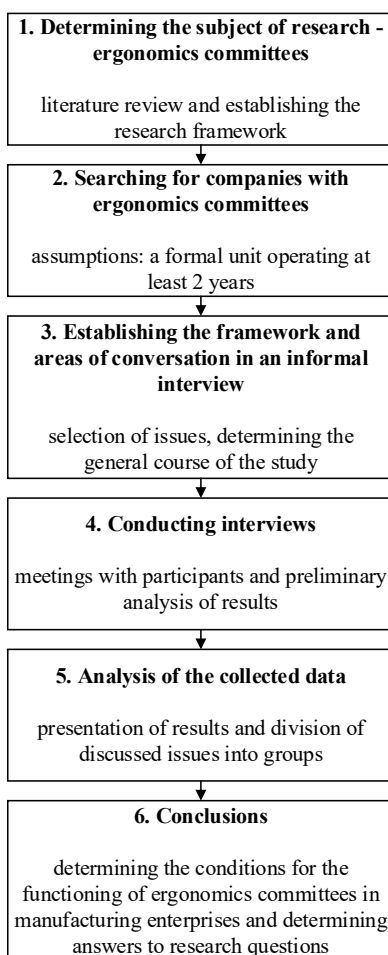 1. Determining the subject of research -
ergonomics committees
literature review and establishing the
research framework
2. Searching for companies with
ergonomics committees
assumptions: a formal unit operating at
least 2 years
3. Establishing the framework and
areas of conversation in an informal
interview
selection of issues, determining the
general course of the study
4. Conducting interviews
meetings with participants and preliminary
analysis of results
5. Analysis of the collected data
presentation of results and division of
discussed issues into groups
6. Conclusions
determining the conditions for the
functioning of ergonomics committees in
manufacturing enterprises and determining
answers to research questions